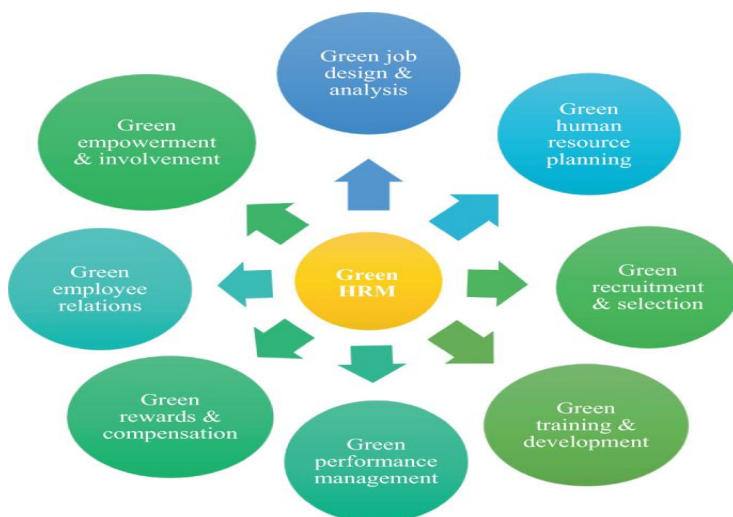 Green job
design &
analysis
Green
human
resource
planning
Green
recruitment
& selection
Green
training &
development
Green
performance
management
Green
rewards &
compensation
Green
employee
relations
Green
empowerment
& involvement
Green
HRM